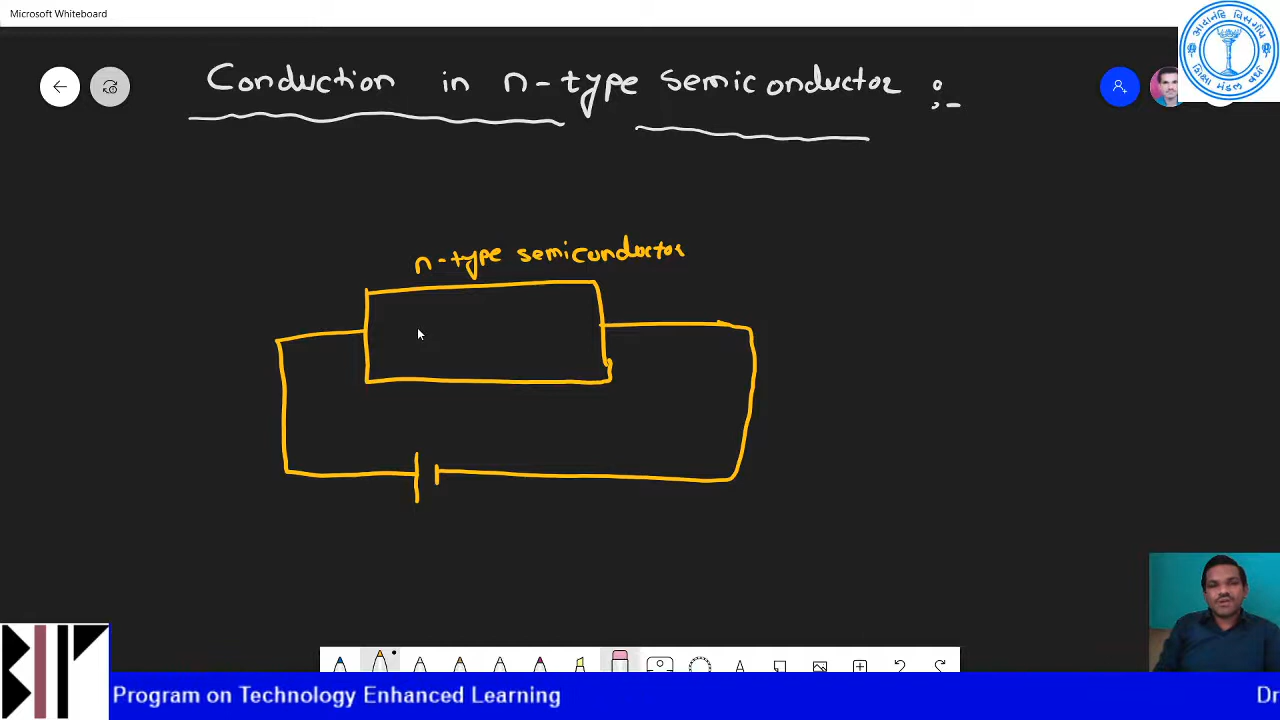 Microsoft Whiteboard
Conduction in n-type semiconductor :-
n-type semiconductor
Program on Technology Enhanced Learning
Dr